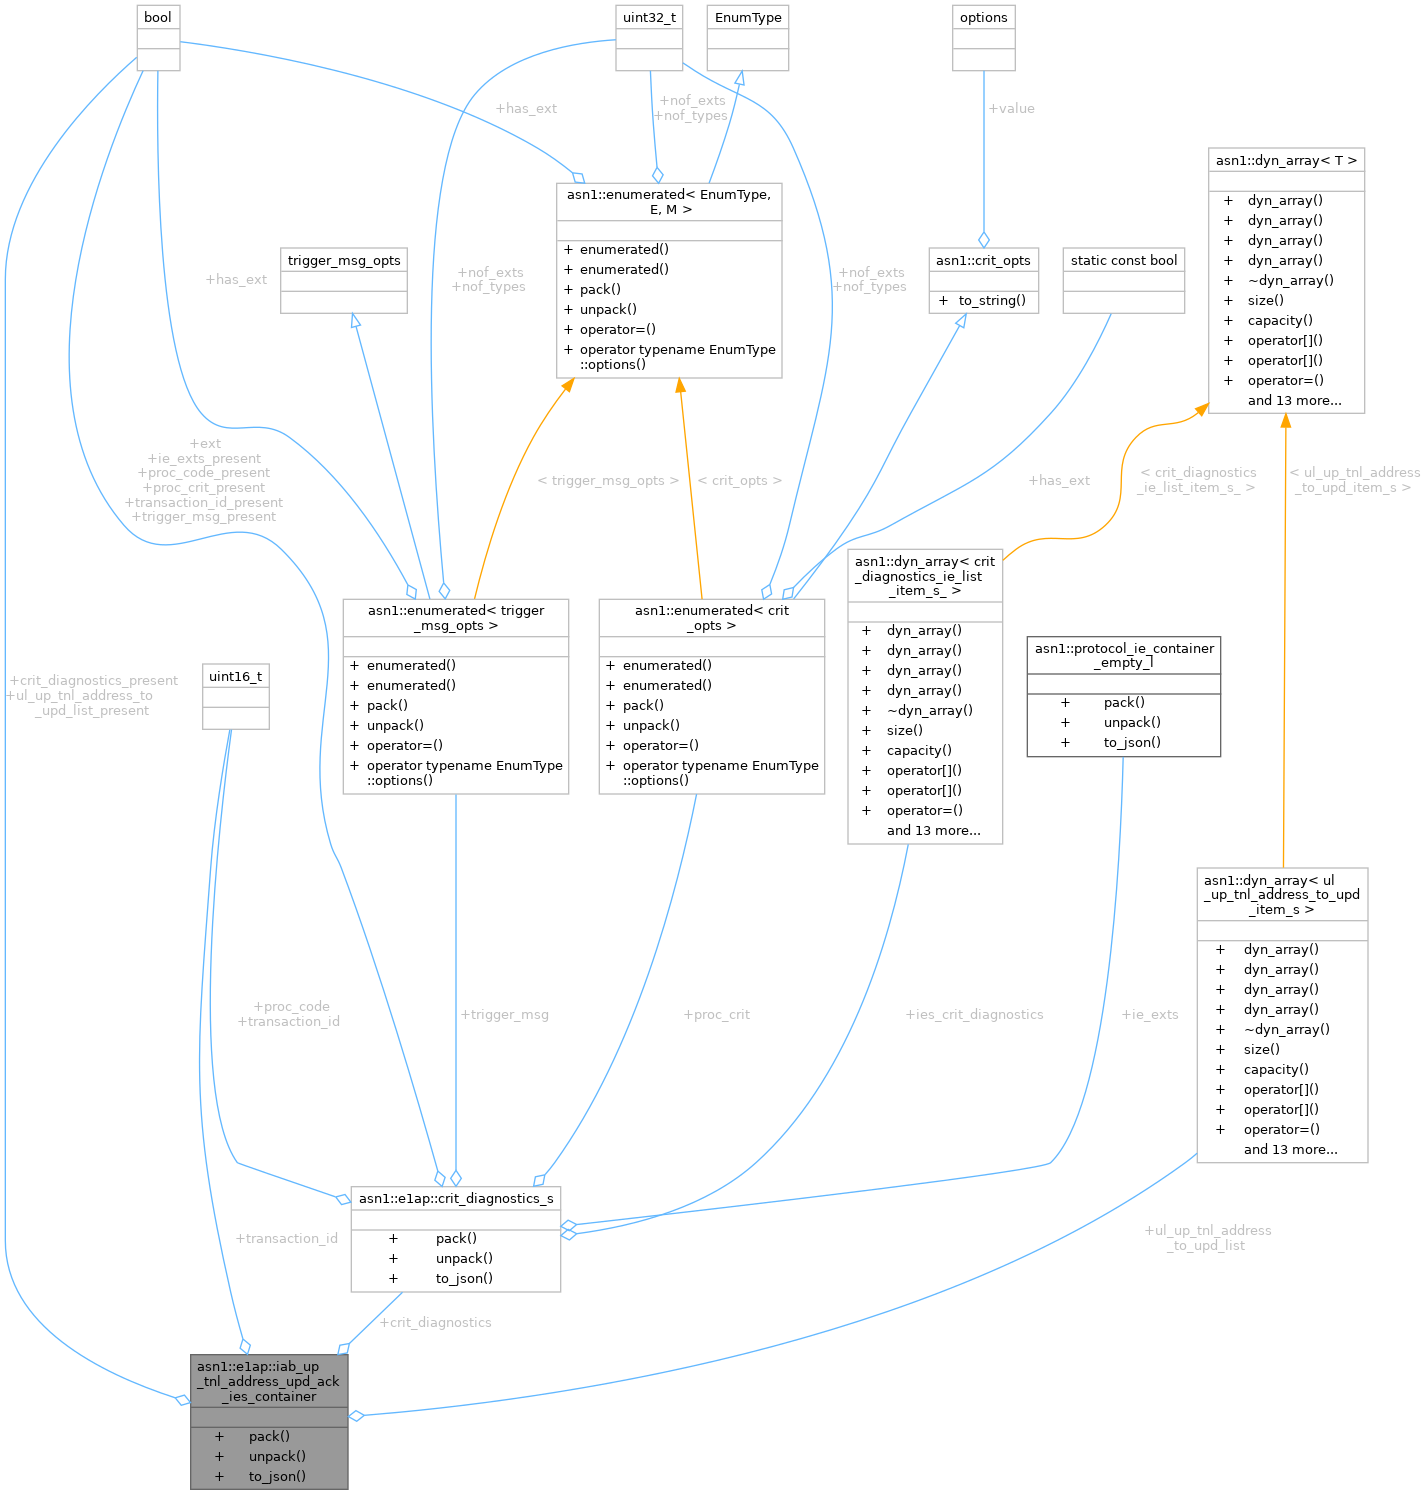 bool
uint32_t
EnumType
options
+has_ext
+nof_exts
+nof_types
+value
asn1::dyn_array< T >
+ dyn_array()
+ dyn_array()
+ dyn_array()
+ dyn_array()
+ ~dyn_array()
+ size()
+ capacity()
+ operator[]()
+ operator[]()
+ operator=()
and 13 more...
asn1::enumerated< EnumType,
E, M >
+ enumerated()
+ enumerated()
+ pack()
+ unpack()
+ operator=()
+ operator typename EnumType
::options()
trigger_msg_opts
asn1::crit_opts
+ to_string()
static const bool
+has_ext
+nof_exts
+nof_types
+nof_exts
+nof_types
+ext
+ie_exts_present
+proc_code_present
+proc_crit_present
+transaction_id_present
+trigger_msg_present
< trigger_msg_opts >
< crit_opts >
+has_ext
< crit_diagnostics
_ie_list_item_s_ >
< ul_up_tnl_address
_to_upd_item_s >
asn1::enumerated< trigger
_msg_opts >
+ enumerated()
+ enumerated()
+ pack()
+ unpack()
+ operator=()
+ operator typename EnumType
::options()
asn1::enumerated< crit
_opts >
+ enumerated()
+ enumerated()
+ pack()
+ unpack()
+ operator=()
+ operator typename EnumType
::options()
asn1::dyn_array< crit
_diagnostics_ie_list
_item_s_ >
+ dyn_array()
+ dyn_array()
+ dyn_array()
+ dyn_array()
+ ~dyn_array()
+ size()
+ capacity()
+ operator[]()
+ operator[]()
+ operator=()
and 13 more...
asn1::protocol_ie_container
_empty_l
+ pack()
+ unpack()
+ to_json()
+crit_diagnostics_present
+ul_up_tnl_address_to
_upd_list_present
uint16_t
asn1::dyn_array< ul
_up_tnl_address_to_upd
_item_s >
+ dyn_array()
+ dyn_array()
+ dyn_array()
+ dyn_array()
+ ~dyn_array()
+ size()
+ capacity()
+ operator[]()
+ operator[]()
+ operator=()
and 13 more...
+proc_code
+transaction_id
+trigger_msg
+proc_crit
+ies_crit_diagnostics
+ie_exts
asn1::e1ap::crit_diagnostics_s
+ pack()
+ unpack()
+ to_json()
+transaction_id
+ul_up_tnl_address
_to_upd_list
+crit_diagnostics
asn1::e1ap::iab_up
_tnl_address_upd_ack
_ies_container
+ pack()
+ unpack()
+ to_json()